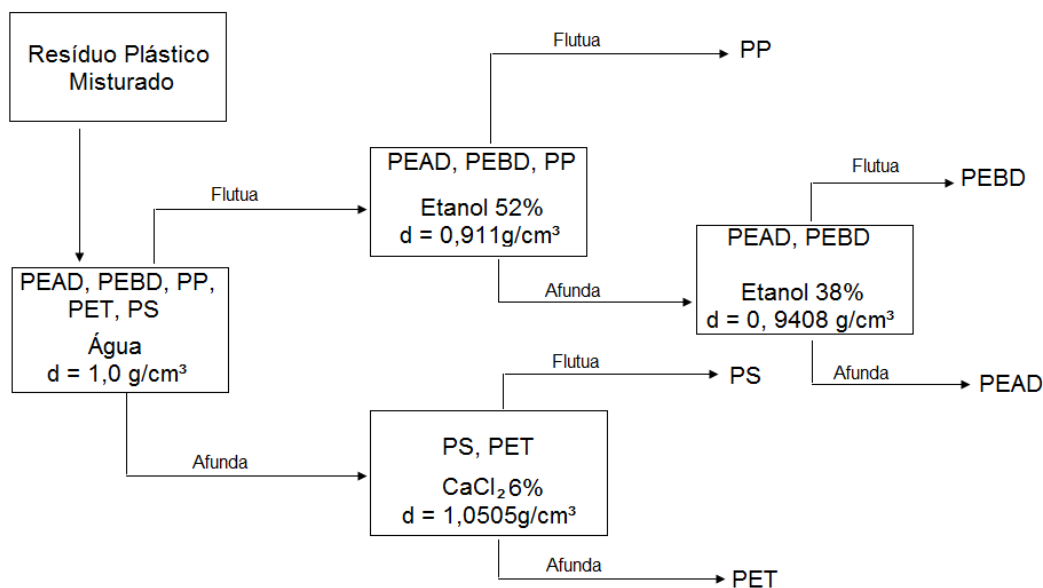 Resíduo Plástico
Misturado
Flutua
PP
PEAD, PEBD, PP
Etanol 52%
d = 0,911g/cm³
Flutua
Flutua
PEBD
PEAD, PEBD
Etanol 38%
d = 0, 9408 g/cm³
Afunda
Afunda
PEAD
PEAD, PEBD, PP,
PET, PS
Água
d = 1,0 g/cm³
Afunda
Flutua
PS
PS, PET
CaCl₂6%
d = 1,0505g/cm³
Afunda
PET